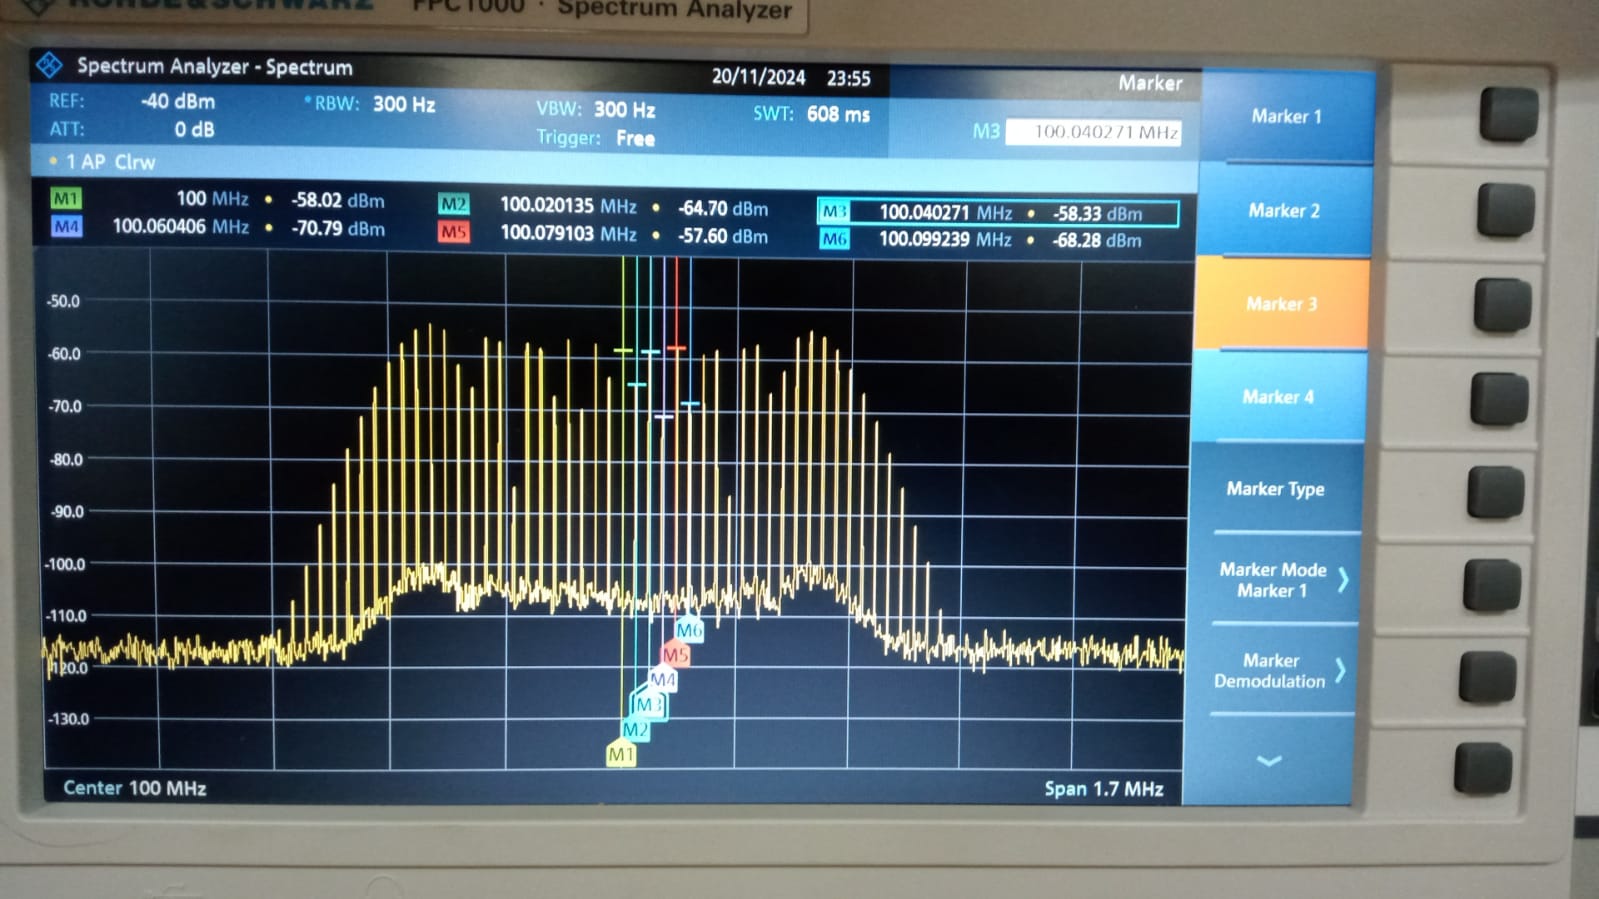 ROHDE & SCHWARZ FPC1000 · Spectrum Analyzer
Spectrum Analyzer - Spectrum 20/11/2024 23:55 Marker
REF: -40 dBm RBW: 300 Hz VBW: 300 Hz SWT: 608 ms
ATT: 0 dB Trigger: Free M3 100.040271 MHz
1 AP Clrw
M1 100 MHz • -58.02 dBm M2 100.020135 MHz • -64.70 dBm M3 100.040271 MHz • -58.33 dBm
M4 100.060406 MHz • -70.79 dBm M5 100.079103 MHz • -57.60 dBm M6 100.099239 MHz • -68.28 dBm
-50.0
-60.0
-70.0
-80.0
-90.0
-100.0
-110.0
-120.0
-130.0
M6
M5
M4
M3
M2
M1
Center 100 MHz Span 1.7 MHz
Marker 1
Marker 2
Marker 3
Marker 4
Marker Type
Marker Mode
Marker 1
Marker
Demodulation